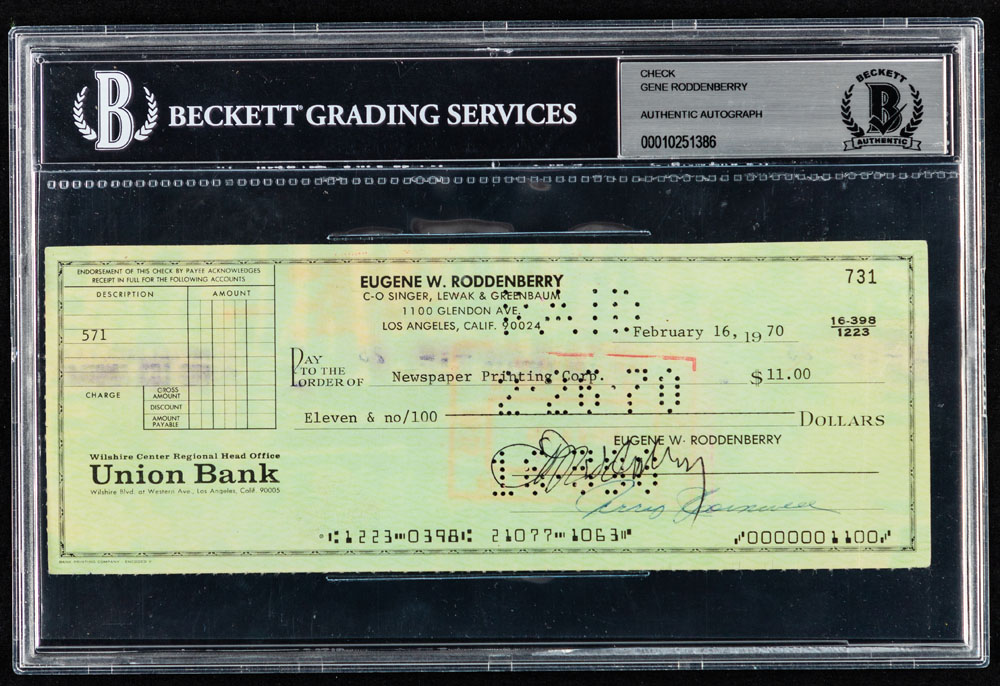 BECKETT GRADING SERVICES
B
CHECK
GENE RODDENBERRY
AUTHENTIC AUTOGRAPH
00010251386
BECKETT
B
AUTHENTIC
ENDORSEMENT OF THIS CHECK BY PAYEE ACKNOWLEDGES
RECEIPT IN FULL FOR THE FOLLOWING ACCOUNTS
DESCRIPTION AMOUNT
571
CHARGE
GROSS AMOUNT
DISCOUNT
AMOUNT PAYABLE
EUGENE W. RODDENBERRY
C-O SINGER, LEWAK & GREENBAUM
1100 GLENDON AVE.
LOS ANGELES, CALIF. 90024
731
PAID
February 16, 1970
16-398
1223
PAY
TO THE
ORDER OF
Newspaper Printing Corp.
$11.00
2·26·70
Eleven & no/100
DOLLARS
EUGENE W. RODDENBERRY
Wilshire Center Regional Head Office
Union Bank
Wilshire Blvd. at Western Ave., Los Angeles, Calif. 90005
⑆1223⑉0398⑆ 21077⑉1063⑈ ⑈0000001100⑈